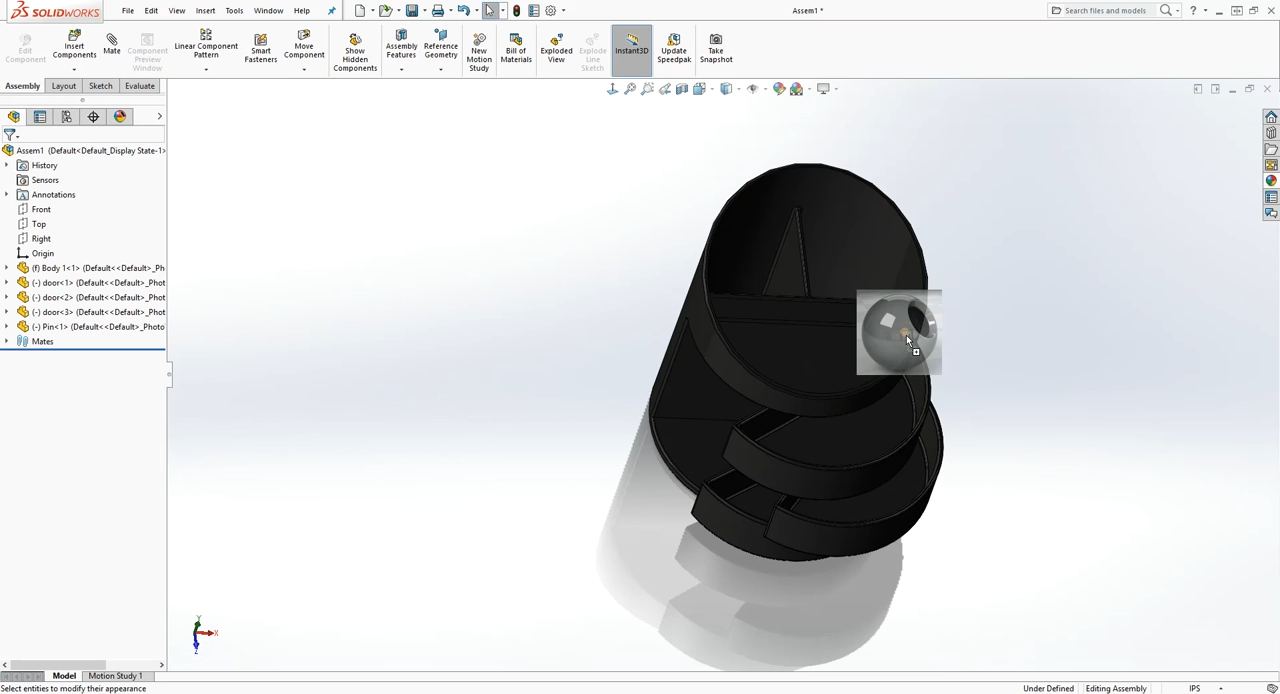 SOLIDWORKS File Edit View Insert Tools Window Help Assem1 * Search files and models
Edit Component
Insert Components
Mate
Component Preview Window
Linear Component Pattern
Smart Fasteners
Move Component
Show Hidden Components
Assembly Features
Reference Geometry
New Motion Study
Bill of Materials
Exploded View
Explode Line Sketch
Instant3D
Update Speedpak
Take Snapshot
Assembly Layout Sketch Evaluate
Assem1 (Default<Default_Display State-1>
History
Sensors
Annotations
Front
Top
Right
Origin
(f) Body 1<1> (Default<<Default>_Ph
(-) door<1> (Default<<Default>_Phot
(-) door<2> (Default<<Default>_Phot
(-) door<3> (Default<<Default>_Phot
(-) Pin<1> (Default<<Default>_Photo
Mates
Y
X
Z
Model Motion Study 1
Select entities to modify their appearance Under Defined Editing Assembly IPS